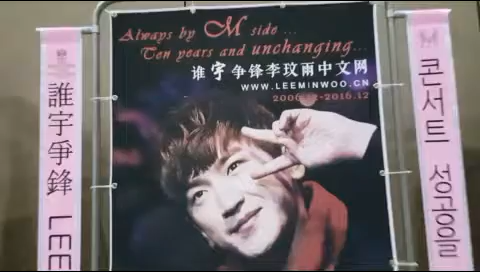 Always by M side ...
Ten years and unchanging...
谁宇争锋李玟雨中文网
WWW.LEEMINWOO.CN
2006.12-2016.12
誰宇爭鋒 LEE
콘서트 성공을